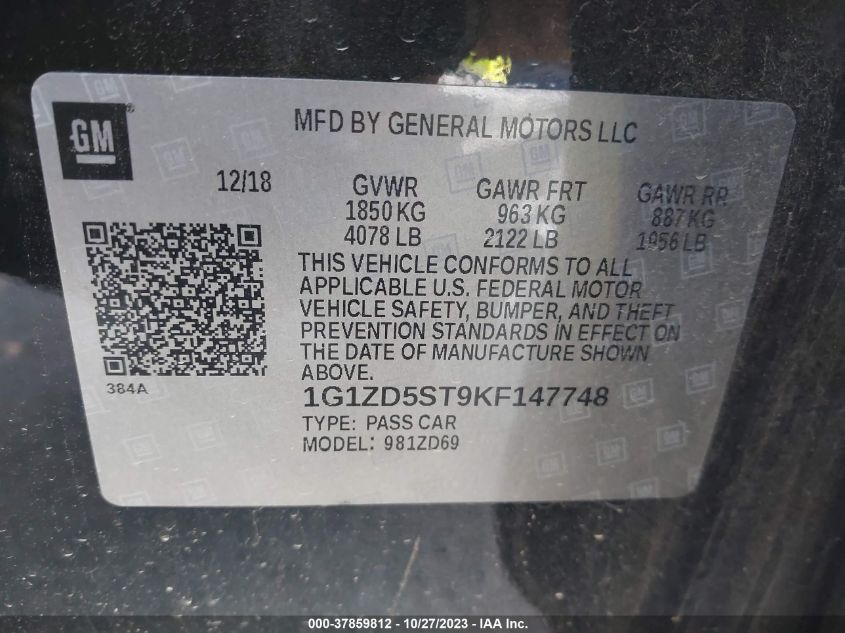 GM
MFD BY GENERAL MOTORS LLC
12/18
GVWR
1850 KG
4078 LB
GAWR FRT
963 KG
2122 LB
GAWR RR
887 KG
1956 LB
THIS VEHICLE CONFORMS TO ALL
APPLICABLE U.S. FEDERAL MOTOR
VEHICLE SAFETY, BUMPER, AND THEFT
PREVENTION STANDARDS IN EFFECT ON
THE DATE OF MANUFACTURE SHOWN
ABOVE.
384A
1G1ZD5ST9KF147748
TYPE: PASS CAR
MODEL: 981ZD69
000-37859812 - 10/27/2023 - IAA Inc.